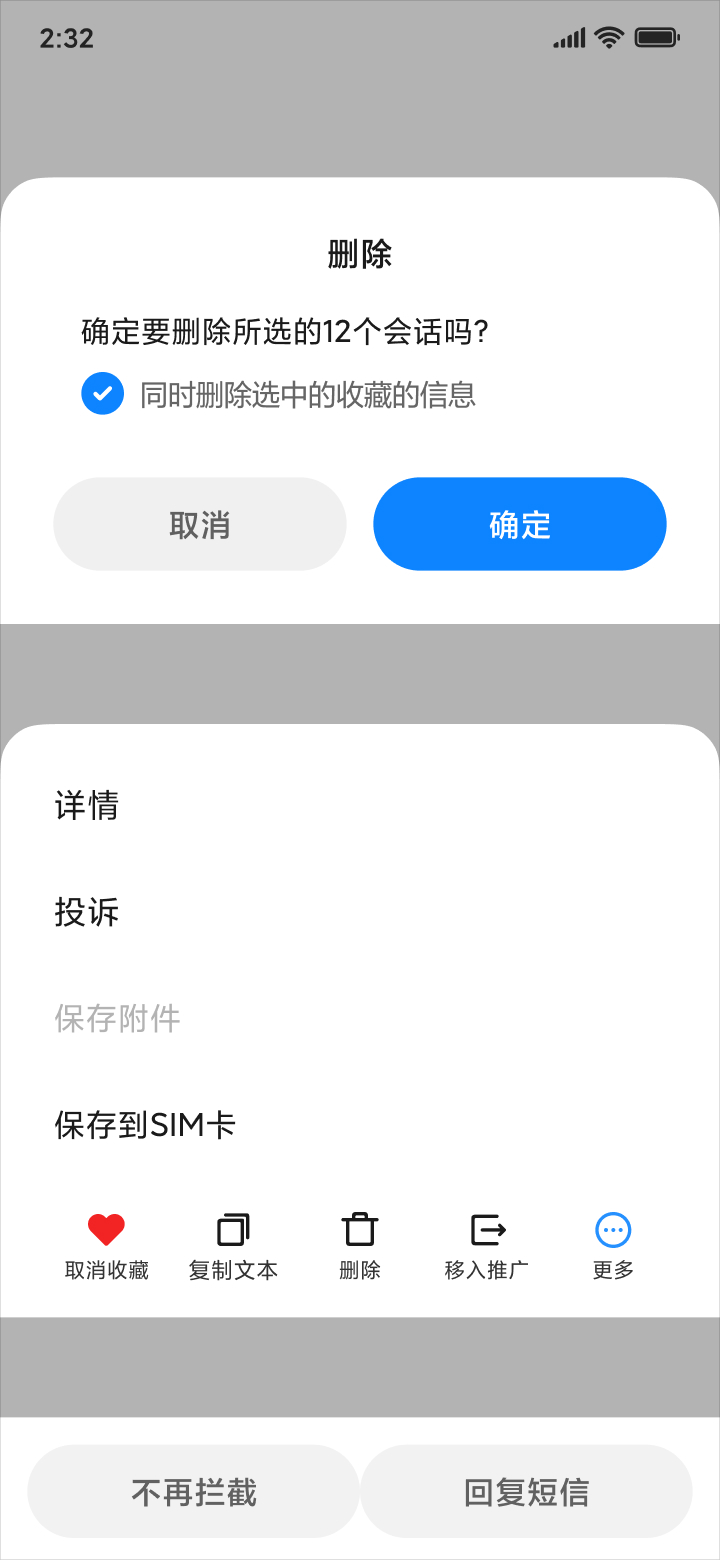 2:32
删除
确定要删除所选的12个会话吗?
同时删除选中的收藏的信息
取消
确定
详情
投诉
保存附件
保存到SIM卡
取消收藏
复制文本
删除
移入推广
更多
不再拦截
回复短信